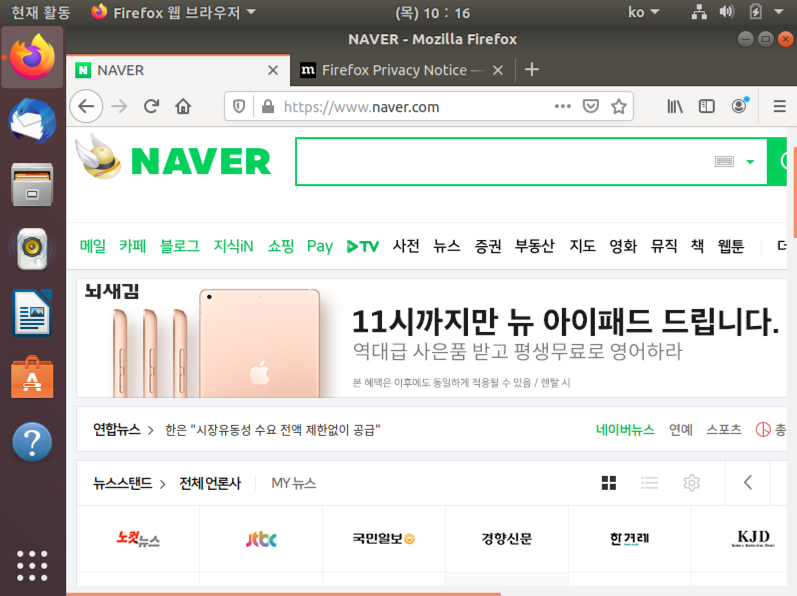 현재 활동 Firefox 웹 브라우저 (목) 10 : 16 ko
NAVER - Mozilla Firefox
NAVER Firefox Privacy Notice —
https://www.naver.com
NAVER
메일 카페 블로그 지식iN 쇼핑 Pay TV 사전 뉴스 증권 부동산 지도 영화 뮤직 책 웹툰
뇌새김
11시까지만 뉴 아이패드 드립니다.
역대급 사은품 받고 평생무료로 영어하라
본 혜택은 이후에도 동일하게 적용될 수 있음 / 렌탈 시
연합뉴스 > 한은 "시장유동성 수요 전액 제한없이 공급" 네이버뉴스 연예 스포츠 총
뉴스스탠드 > 전체 언론사 MY 뉴스
노컷뉴스 jtbc 국민일보 경향신문 한겨레 KJD